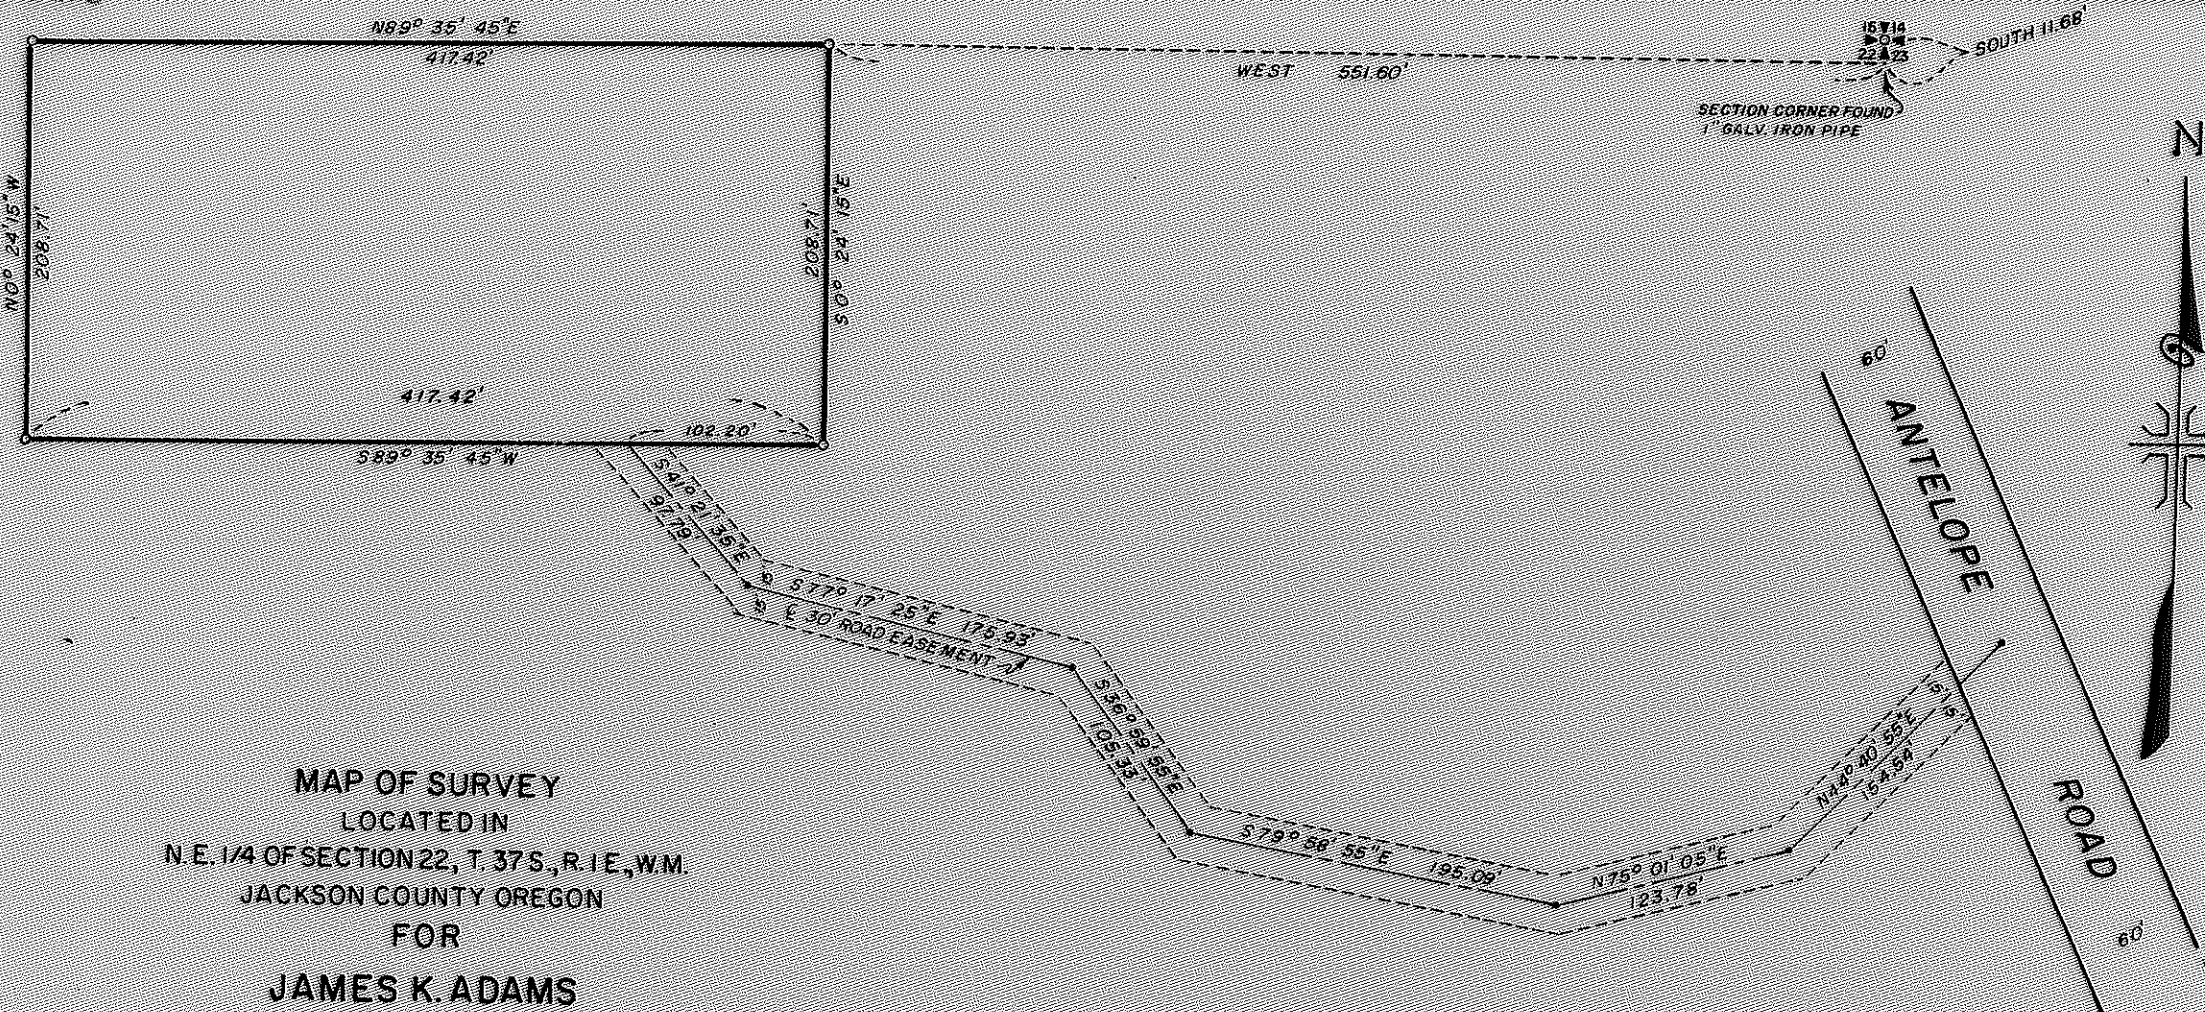 N89° 35' 45"E
417.42'
WEST 551.60'
15 14
22 23
SOUTH 11.68'
SECTION CORNER FOUND
1" GALV. IRON PIPE
N
N0° 24' 15" W
208.71'
208.71'
S0° 24' 15"E
417.42'
102.20'
S89° 35' 45"W
S41° 21' 35"E
97.79'
S77° 17' 25"E 175.93'
℄ 30' ROAD EASEMENT
S36° 59' 55"E
105.33'
S79° 58' 55"E 195.09'
N75° 01' 05"E
123.78'
N44° 40' 55"E
154.54'
15' 15'
60'
ANTELOPE
ROAD
60'
MAP OF SURVEY
LOCATED IN
N.E. 1/4 OF SECTION 22, T. 37 S., R. 1 E., W.M.
JACKSON COUNTY OREGON
FOR
JAMES K. ADAMS